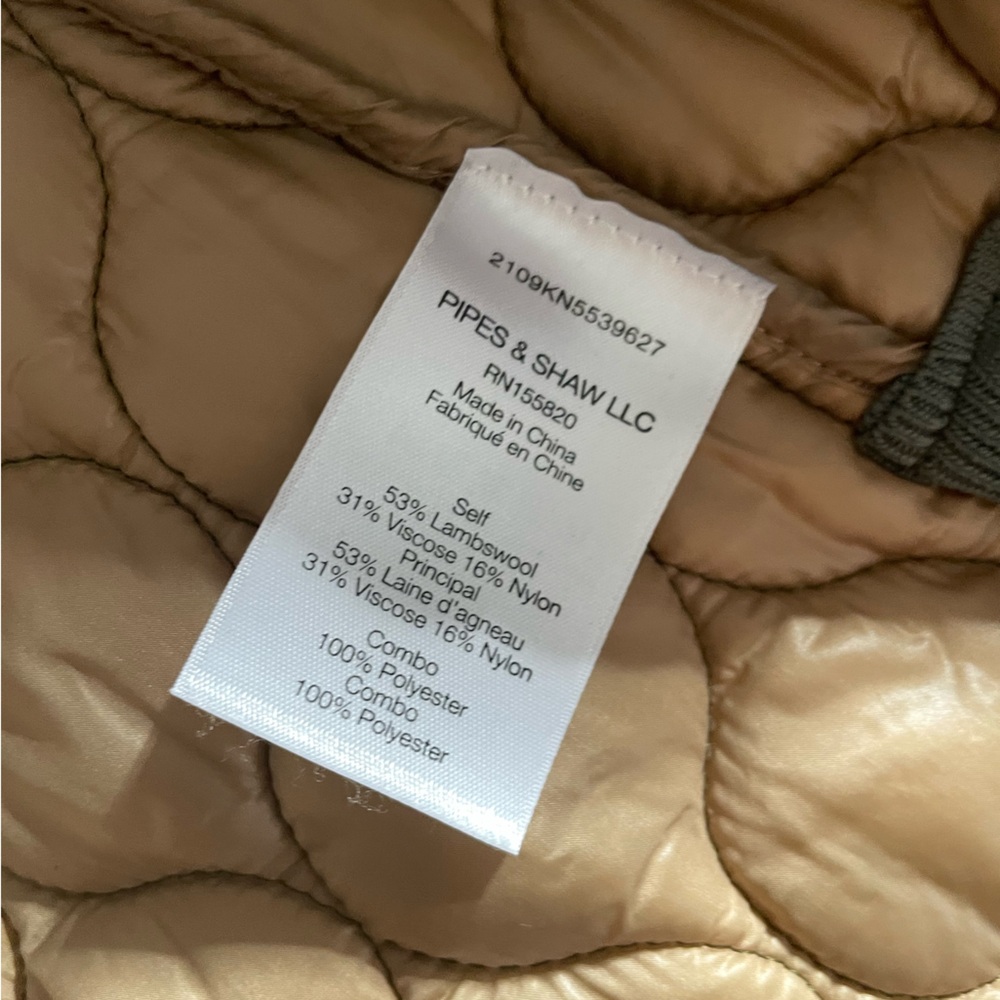 2109KN5539627
PIPES & SHAW LLC
RN155820
Made in China
Fabriqué en Chine
Self
53% Lambswool
31% Viscose 16% Nylon
Principal
53% Laine d'agneau
31% Viscose 16% Nylon
Combo
100% Polyester
Combo
100% Polyester